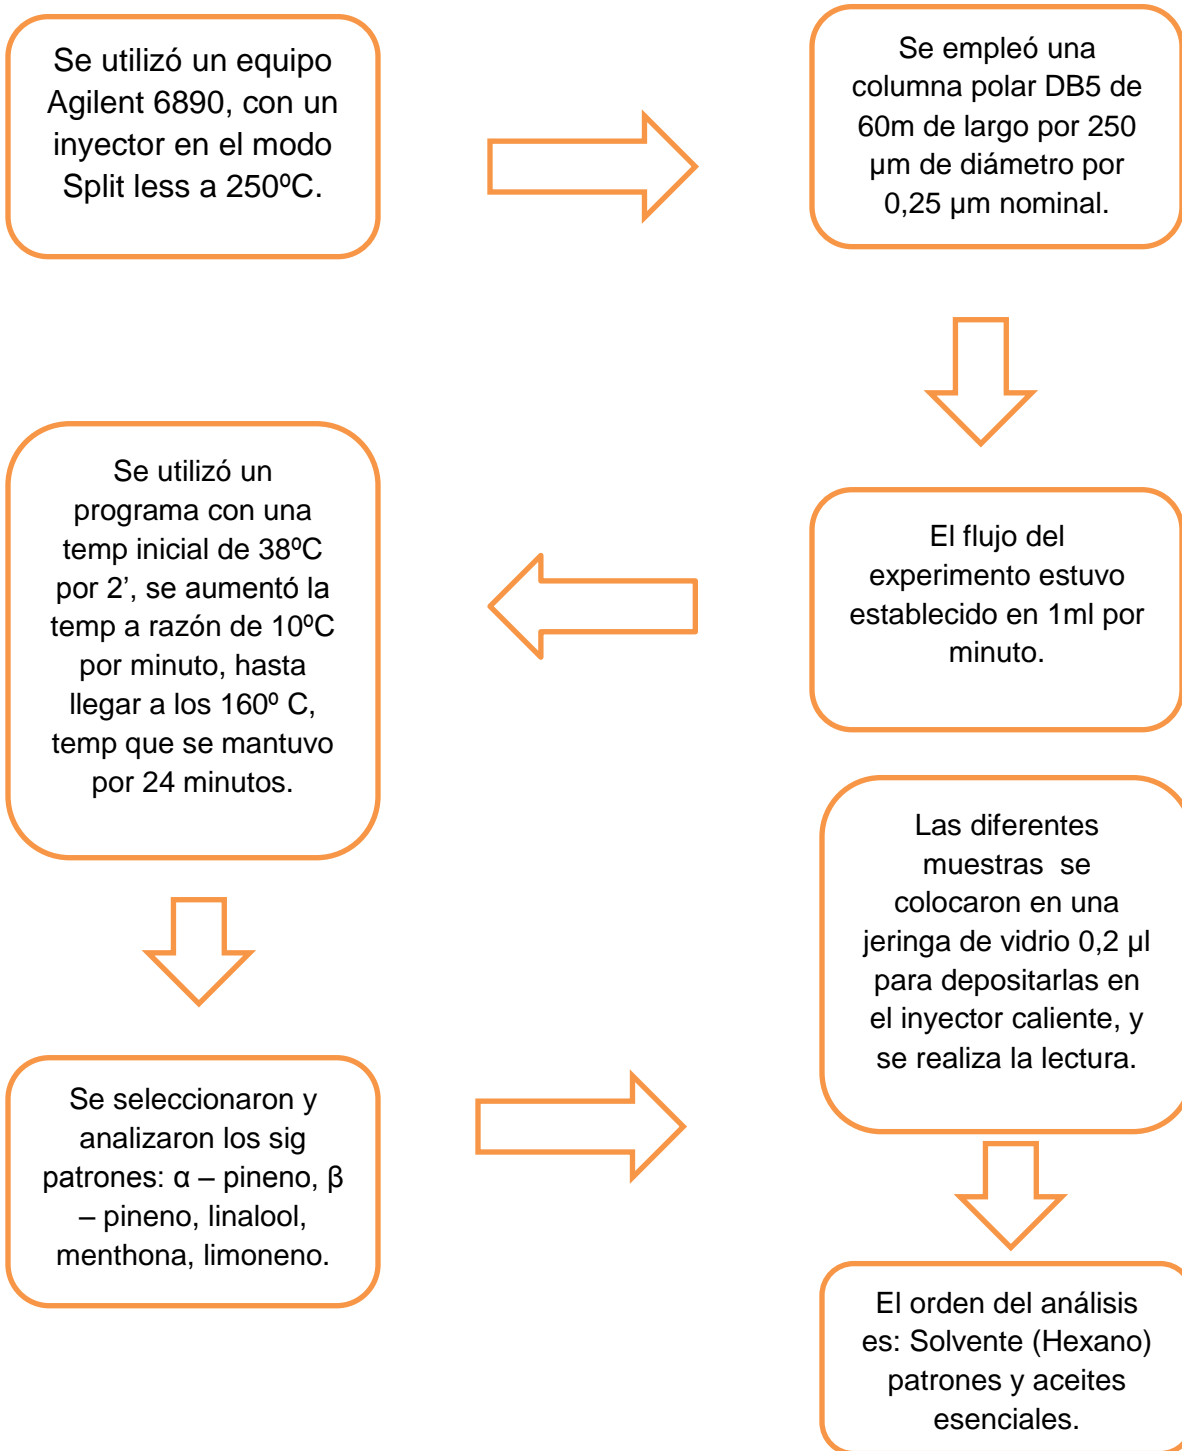 Se utilizó un equipo
Agilent 6890, con un
inyector en el modo
Split less a 250ºC.
Se empleó una
columna polar DB5 de
60m de largo por 250
µm de diámetro por
0,25 µm nominal.
El flujo del
experimento estuvo
establecido en 1ml por
minuto.
Se utilizó un
programa con una
temp inicial de 38ºC
por 2’, se aumentó la
temp a razón de 10ºC
por minuto, hasta
llegar a los 160º C,
temp que se mantuvo
por 24 minutos.
Se seleccionaron y
analizaron los sig
patrones: α – pineno, β
– pineno, linalool,
menthona, limoneno.
Las diferentes
muestras se
colocaron en una
jeringa de vidrio 0,2 µl
para depositarlas en
el inyector caliente, y
se realiza la lectura.
El orden del análisis
es: Solvente (Hexano)
patrones y aceites
esenciales.